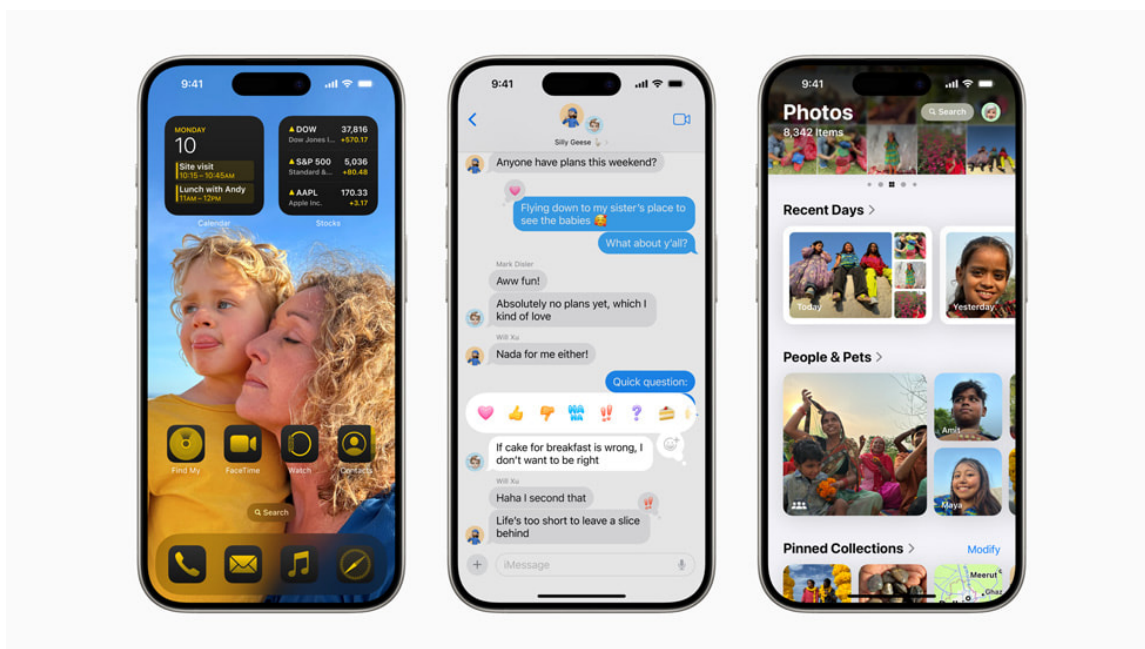 9:41
MONDAY
10
Site visit
10:15–10:45AM
Lunch with Andy
11AM–12PM
Calendar
▲ DOW 37,816
Dow Jones I... +570.17
▲ S&P 500 5,036
Standard &... +80.48
▲ AAPL 170.33
Apple Inc. +3.17
Stocks
Find My
FaceTime
Watch
Contacts
Search
9:41
Silly Geese
Anyone have plans this weekend?
Flying down to my sister's place to
see the babies 🥰
What about y'all?
Mark Disler
Aww fun!
Absolutely no plans yet, which I
kind of love
Will Xu
Nada for me either!
Quick question:
HA
HA
If cake for breakfast is wrong, I
don't want to be right
Will Xu
Haha I second that
Life's too short to leave a slice
behind
iMessage
9:41
Photos
Search
8,342 Items
Recent Days >
Today
Yesterday
People & Pets >
Amit
Maya
Pinned Collections >
Modify
Meerut
Ghaz